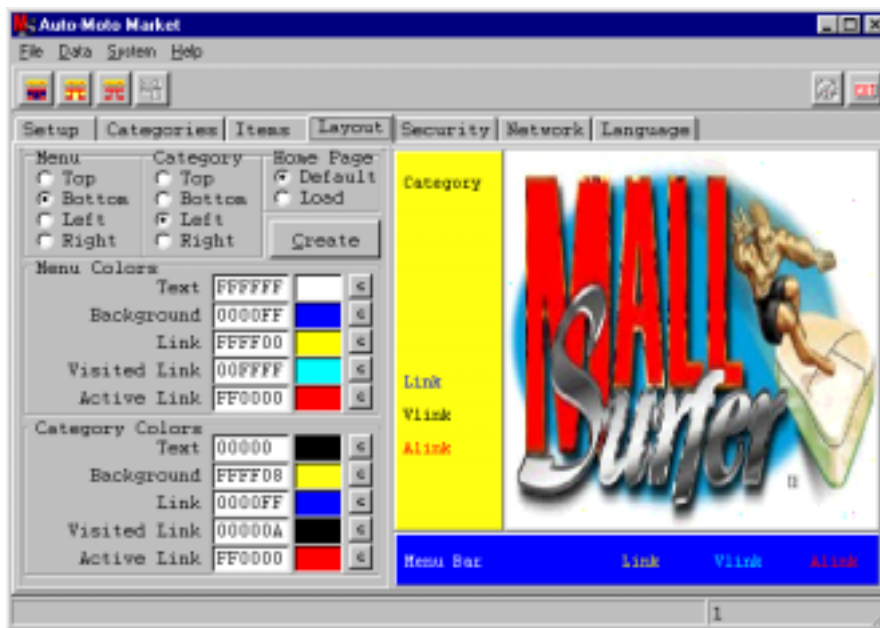 Auto-Moto Market
File Data System Help
Setup Categories Items Layout Security Network Language
Menu Category Home Page
Top Top Default
Bottom Bottom Load
Left Left
Right Right Create
Menu Colors
Text FFFFFF
Background 0000FF
Link FFFF00
Visited Link 00FFFF
Active Link FF0000
Category Colors
Text 00000
Background FFFF08
Link 0000FF
Visited Link 00000A
Active Link FF0000
Category
Link
Vlink
Alink
MALL
Surfer
Menu Bar Link Vlink Alink
1